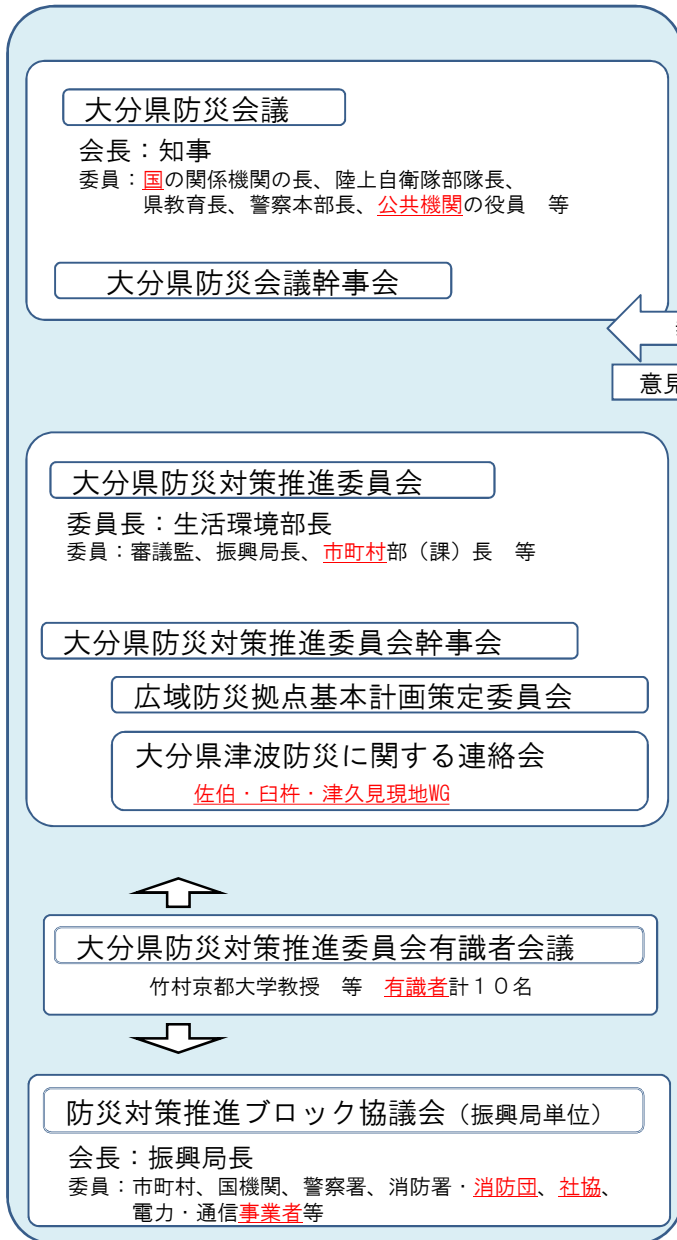 大分県防災会議
会長：知事
委員：国の関係機関の長、陸上自衛隊部隊長、
県教育長、警察本部長、公共機関の役員　等
大分県防災会議幹事会
意見
大分県防災対策推進委員会
委員長：生活環境部長
委員：審議監、振興局長、市町村部（課）長　等
大分県防災対策推進委員会幹事会
広域防災拠点基本計画策定委員会
大分県津波防災に関する連絡会
佐伯・臼杵・津久見現地WG
大分県防災対策推進委員会有識者会議
竹村京都大学教授　等　有識者計１０名
防災対策推進ブロック協議会（振興局単位）
会長：振興局長
委員：市町村、国機関、警察署、消防署・消防団、社協、
電力・通信事業者等